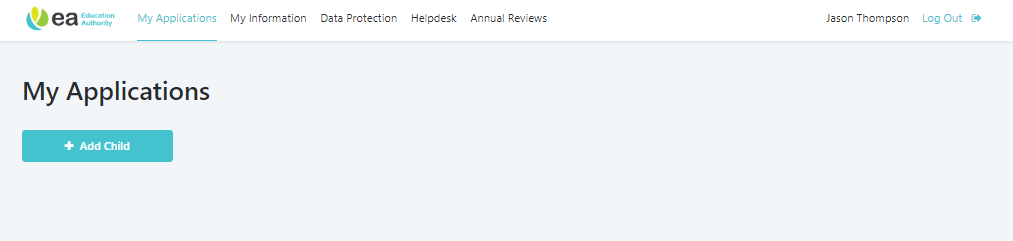 ea Education Authority My Applications My Information Data Protection Helpdesk Annual Reviews Jason Thompson Log Out
My Applications
+ Add Child